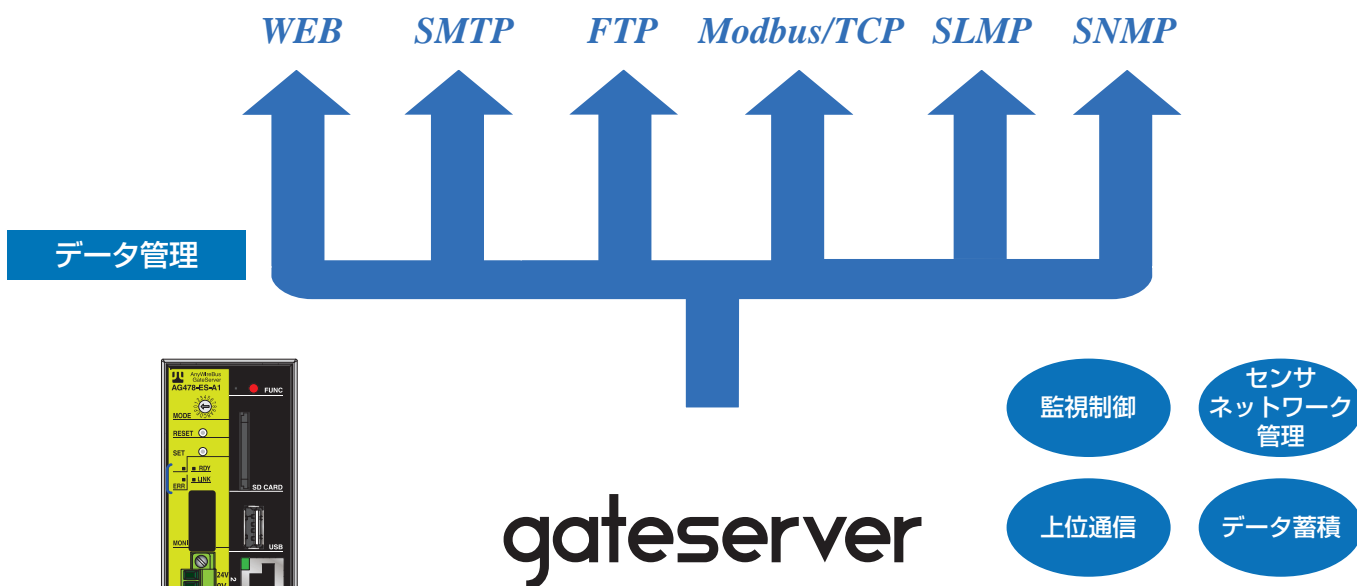 WEB SMTP FTP Modbus/TCP SLMP SNMP
データ管理
AnyWireBus
GateServer
AG478-ES-A1
FUNC
MODE
RESET
SET
RDY
LINK
ERR
SD CARD
MONI
USB
24V
0V
2
gateserver
監視制御
センサ
ネットワーク
管理
上位通信
データ蓄積